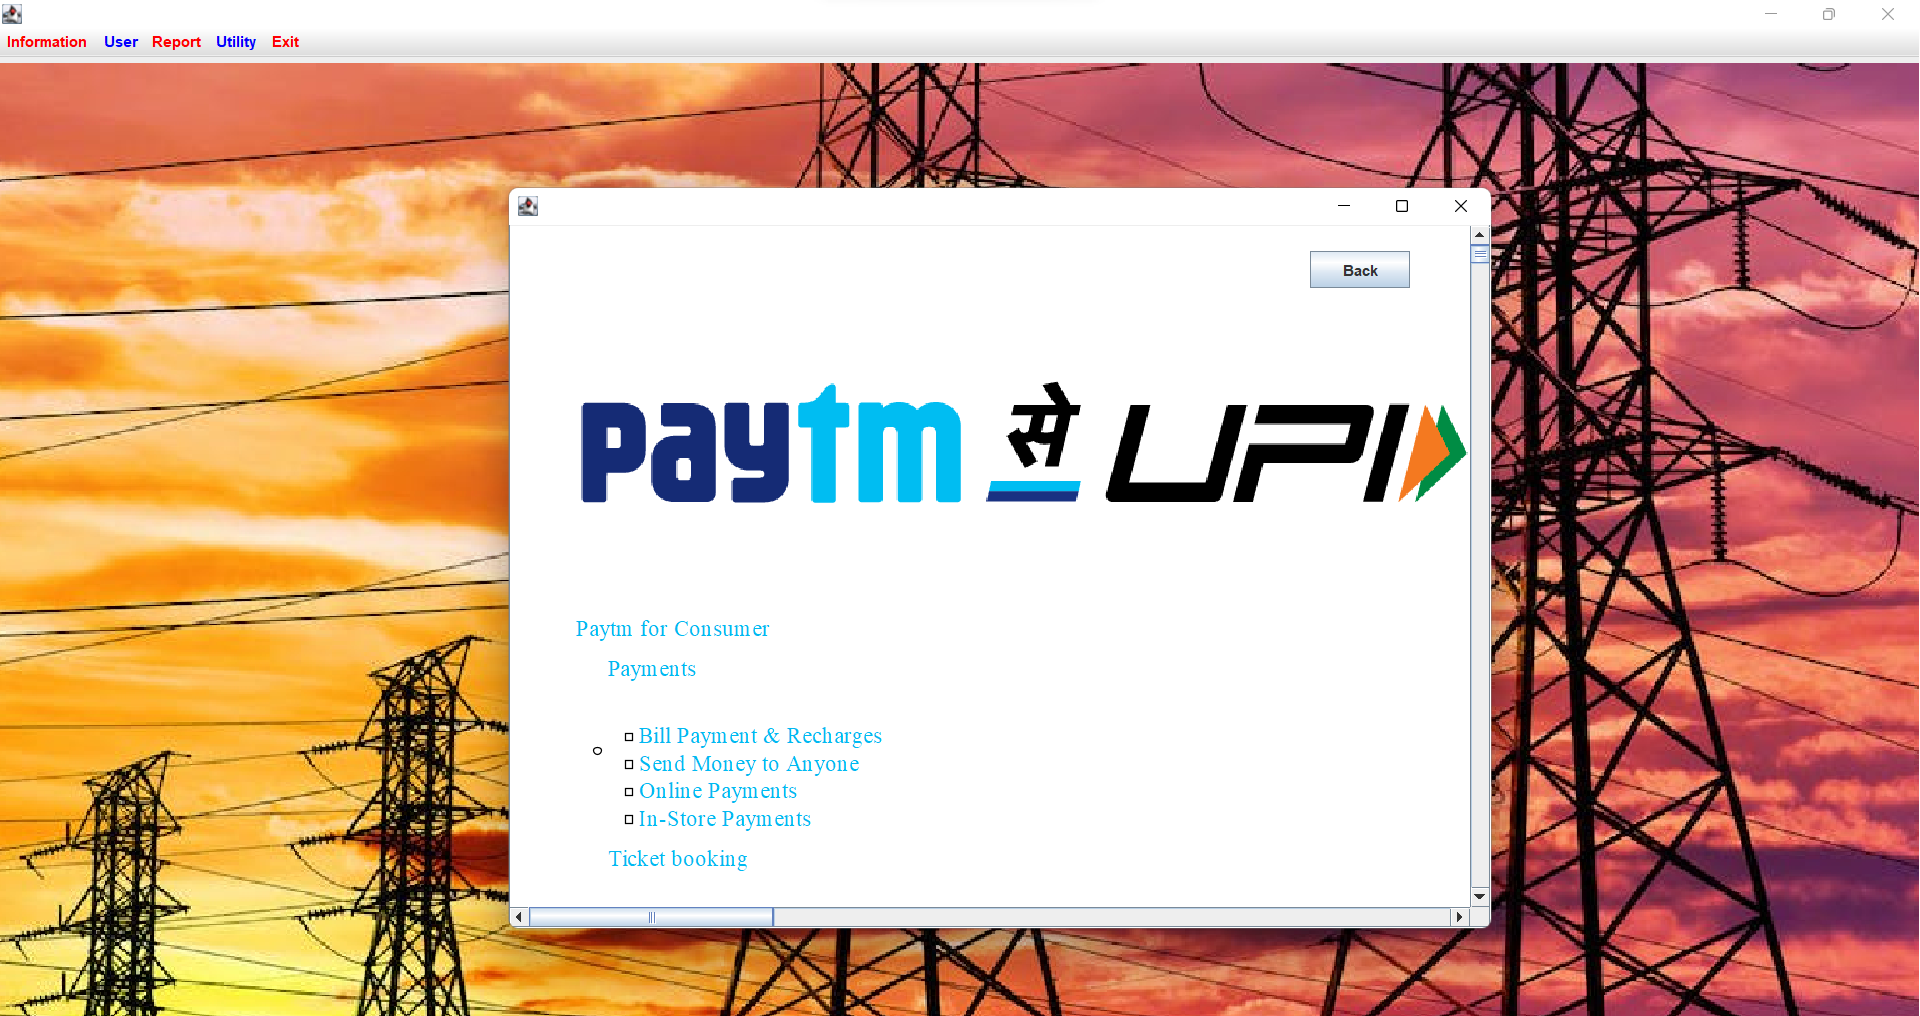 Information User Report Utility Exit
Back
paytm से UPI
Paytm for Consumer
Payments
Bill Payment & Recharges
Send Money to Anyone
Online Payments
In-Store Payments
Ticket booking